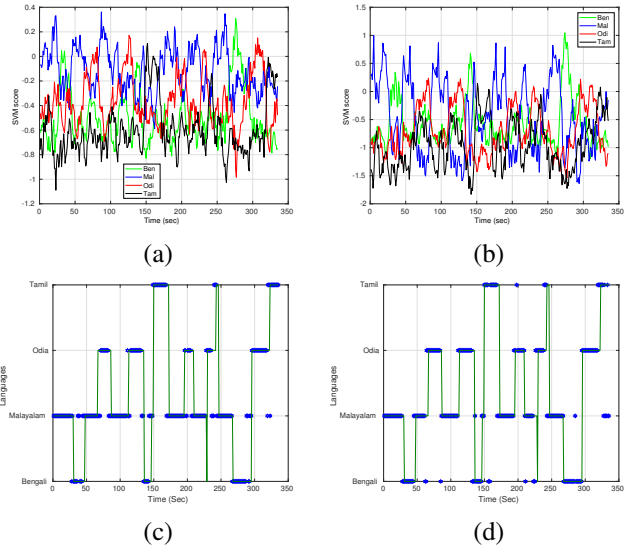 0.4
0.2
0
-0.2
-0.4
-0.6
-0.8
-1
-1.2
SVM score
0 50 100 150 200 250 300 350
Time (sec)
Ben
Mal
Odi
Tam
(a)
1.5
1
0.5
0
-0.5
-1
-1.5
-2
SVM score
0 50 100 150 200 250 300 350
Time (sec)
Ben
Mal
Odi
Tam
(b)
Tamil
Odia
Malayalam
Bengali
Languages
0 50 100 150 200 250 300 350
Time (Sec)
(c)
Tamil
Odia
Malayalam
Bengali
Languages
0 50 100 150 200 250 300 350
Time (Sec)
(d)